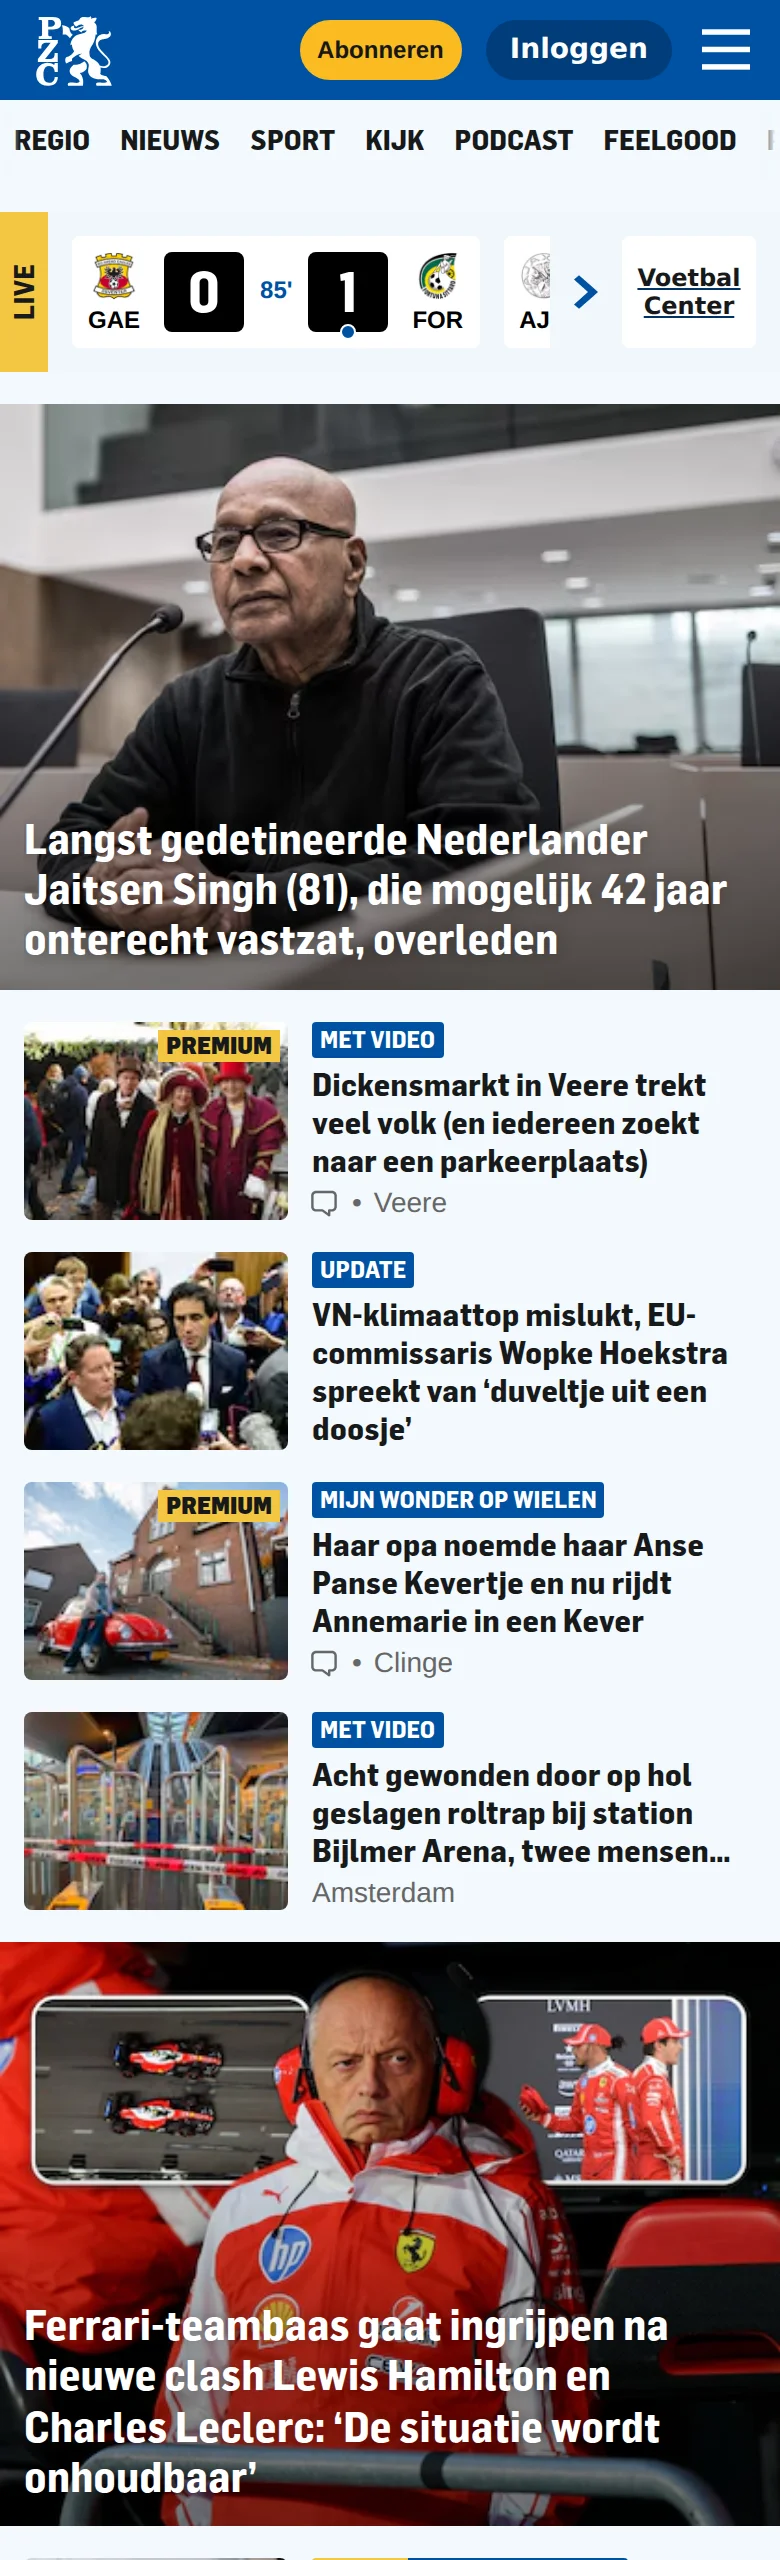 PZC
Abonneren
Inloggen
REGIO NIEUWS SPORT KIJK PODCAST FEELGOOD
LIVE
GAE
0
85'
1
FOR
AJ
Voetbal
Center
Langst gedetineerde Nederlander
Jaitsen Singh (81), die mogelijk 42 jaar
onterecht vastzat, overleden
PREMIUM
MET VIDEO
Dickensmarkt in Veere trekt
veel volk (en iedereen zoekt
naar een parkeerplaats)
• Veere
UPDATE
VN-klimaattop mislukt, EU-
commissaris Wopke Hoekstra
spreekt van ‘duveltje uit een
doosje’
PREMIUM
MIJN WONDER OP WIELEN
Haar opa noemde haar Anse
Panse Kevertje en nu rijdt
Annemarie in een Kever
• Clinge
MET VIDEO
Acht gewonden door op hol
geslagen roltrap bij station
Bijlmer Arena, twee mensen...
Amsterdam
LVMH
hp
Ferrari-teambaas gaat ingrijpen na
nieuwe clash Lewis Hamilton en
Charles Leclerc: ‘De situatie wordt
onhoudbaar’